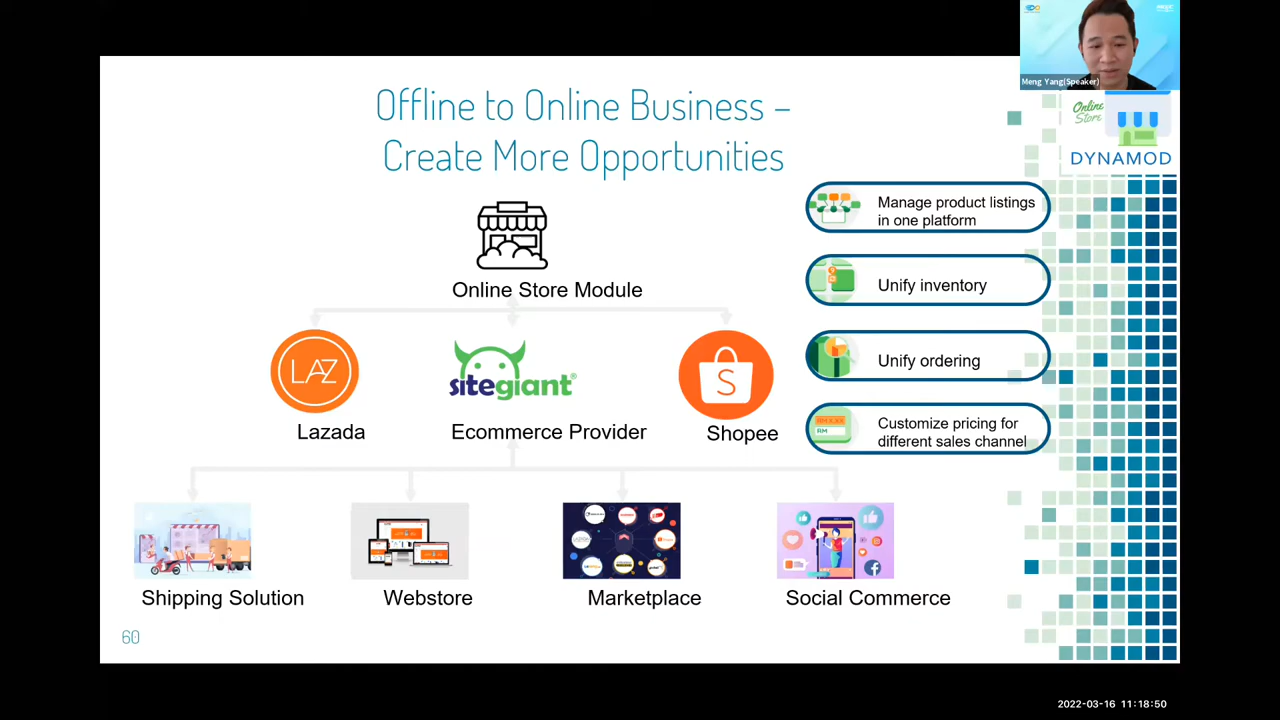 Meng Yang(Speaker)
Offline to Online Business –
Create More Opportunities
Online
Store
DYNAMOD
Online Store Module
Manage product listings
in one platform
Unify inventory
Unify ordering
RM
Customize pricing for
different sales channel
LAZ
sitegiant®
S
Lazada
Ecommerce Provider
Shopee
Shipping Solution
Webstore
Marketplace
Social Commerce
60
2022-03-16 11:18:50